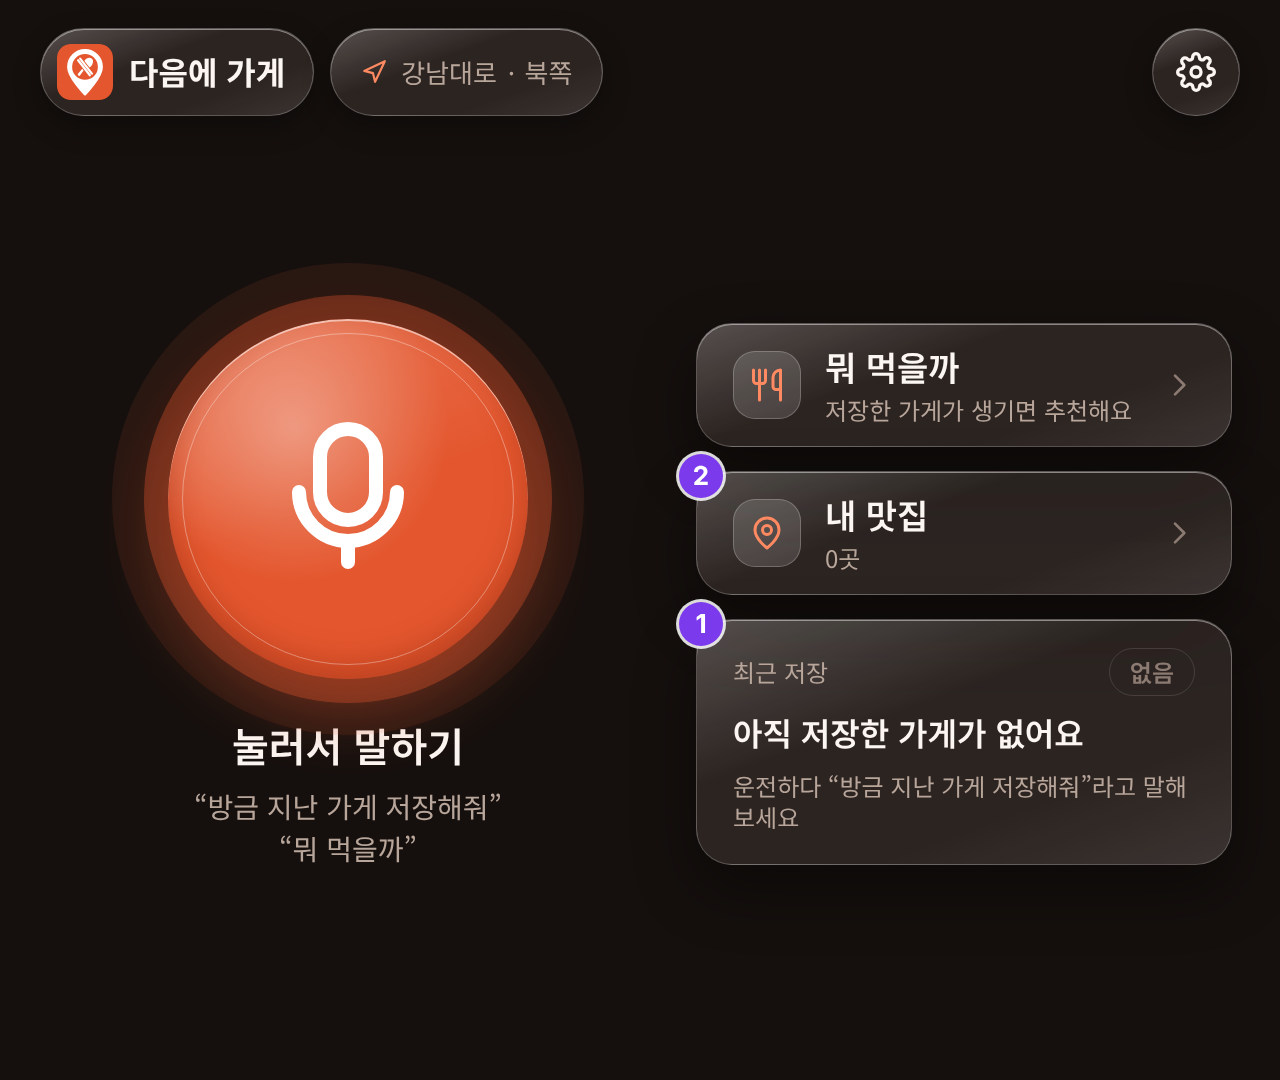 다음에 가게
강남대로 · 북쪽
눌러서 말하기
“방금 지난 가게 저장해줘”
“뭐 먹을까”
뭐 먹을까
저장한 가게가 생기면 추천해요
2
내 맛집
0곳
1
최근 저장
없음
아직 저장한 가게가 없어요
운전하다 “방금 지난 가게 저장해줘”라고 말해
보세요